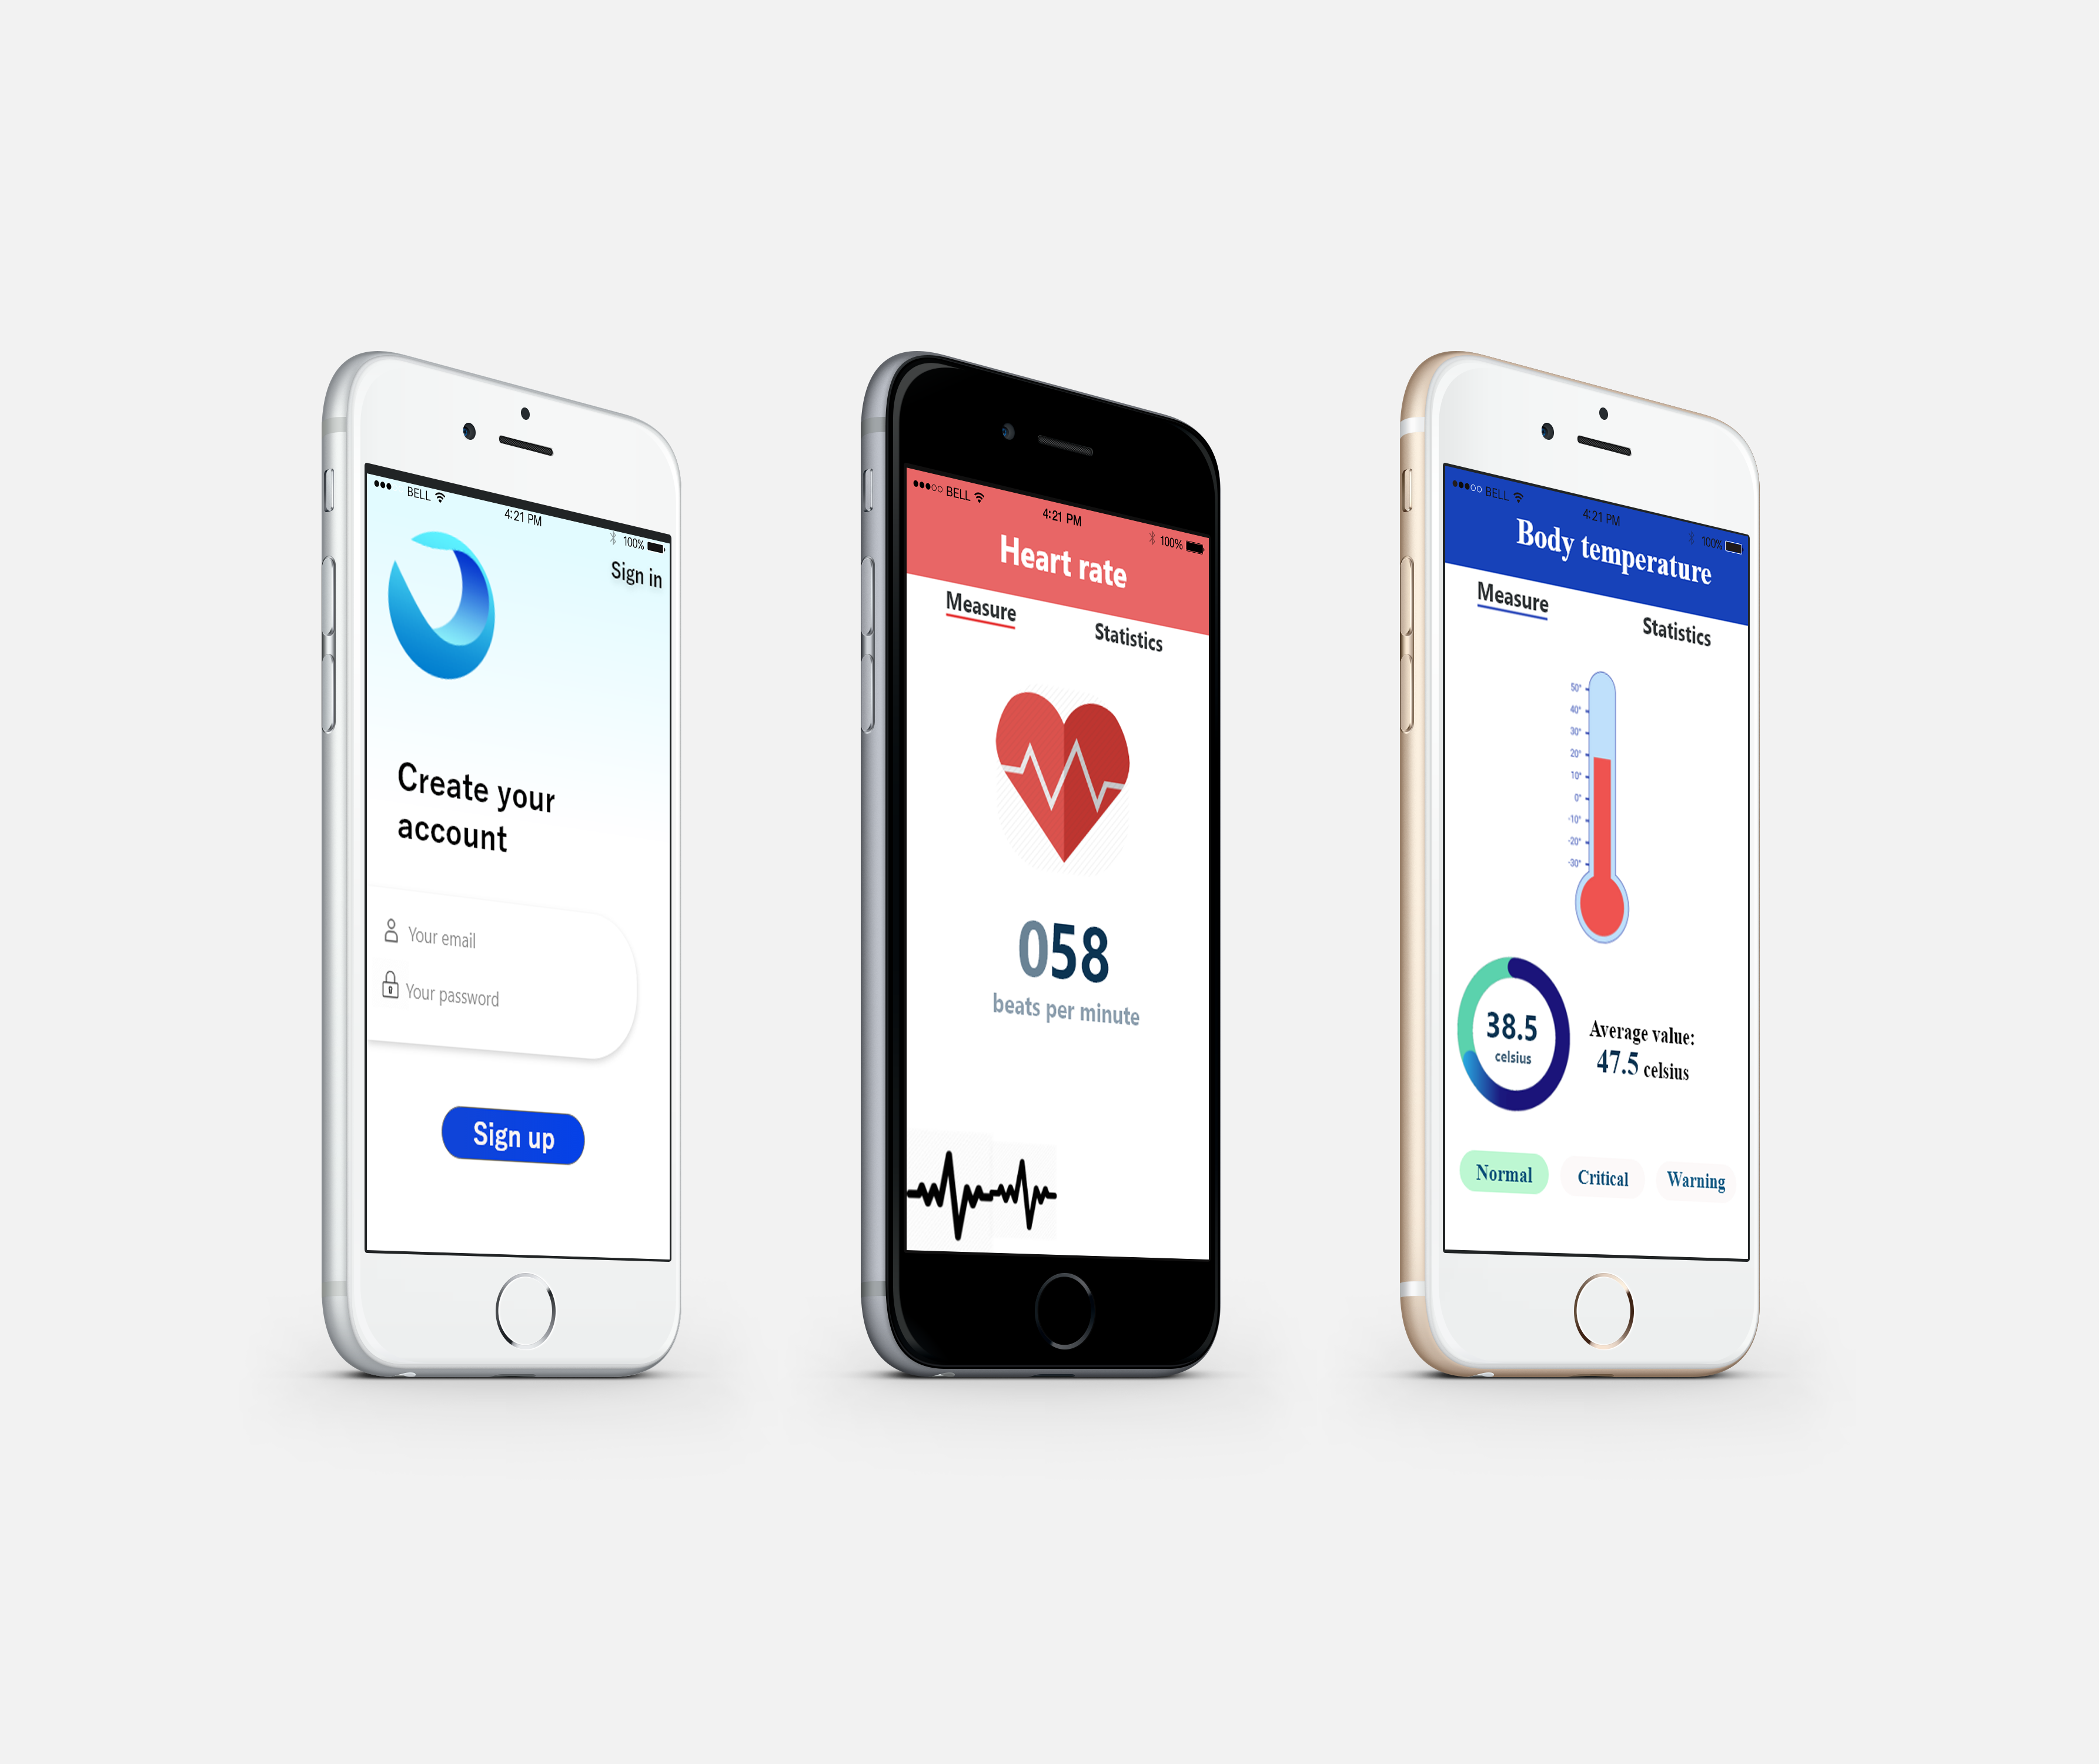 BELL
4:21 PM
100%
Sign in
Create your
account
Your email
Your password
Sign up
BELL
4:21 PM
100%
Heart rate
Measure
Statistics
058
beats per minute
BELL
4:21 PM
100%
Body temperature
Measure
Statistics
50°
40°
30°
20°
10°
0°
-10°
-20°
-30°
38.5
celsius
Average value:
47.5 celsius
Normal
Critical
Warning